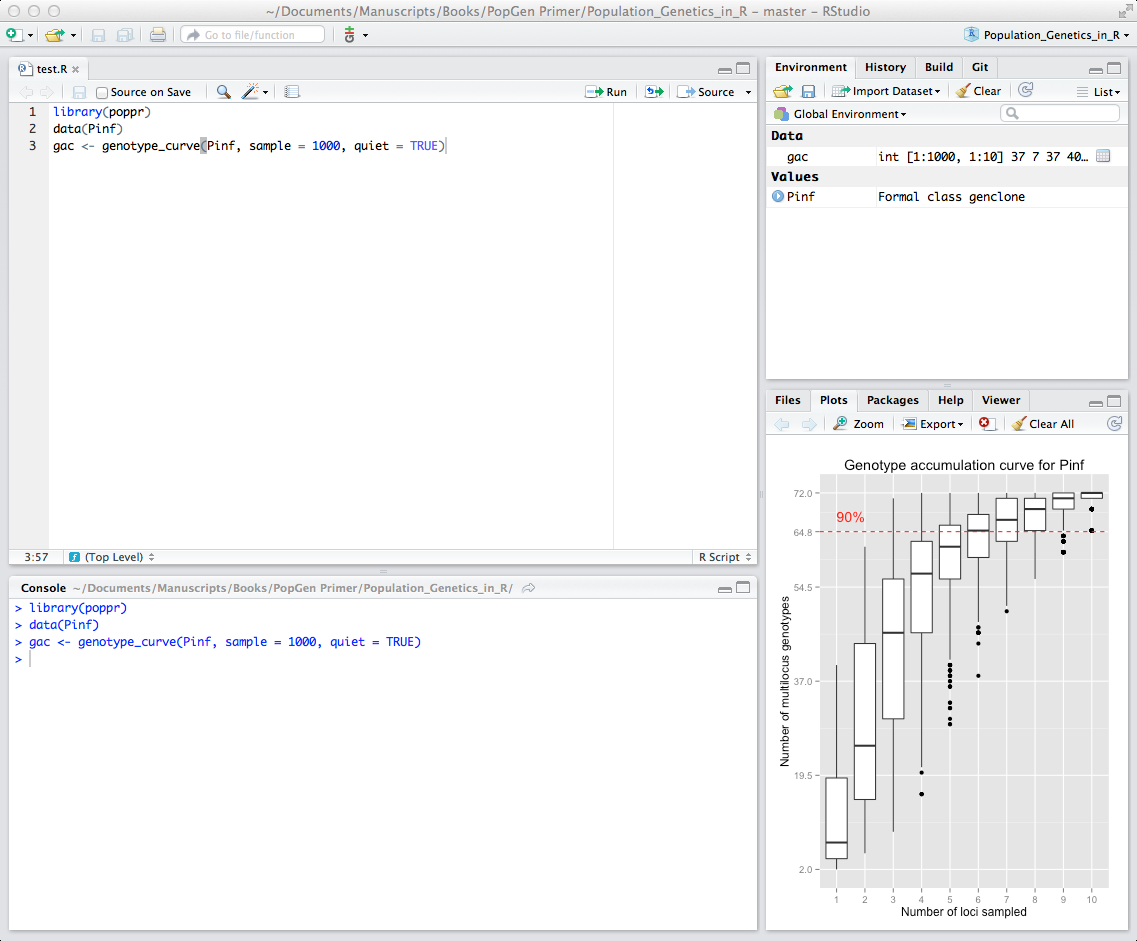 ~/Documents/Manuscripts/Books/PopGen Primer/Population_Genetics_in_R - master - RStudio
Go to file/function
Population_Genetics_in_R
test.R
Source on Save
Run
Source
1 library(poppr)
2 data(Pinf)
3 gac <- genotype_curve(Pinf, sample = 1000, quiet = TRUE)
3:57 (Top Level) R Script
Console ~/Documents/Manuscripts/Books/PopGen Primer/Population_Genetics_in_R/
> library(poppr)
> data(Pinf)
> gac <- genotype_curve(Pinf, sample = 1000, quiet = TRUE)
>
Environment History Build Git
Import Dataset Clear List
Global Environment
Data
gac int [1:1000, 1:10] 37 7 37 40…
Values
Pinf Formal class genclone
Files Plots Packages Help Viewer
Zoom Export Clear All
Genotype accumulation curve for Pinf
72.0
90%
64.8
54.5
37.0
19.5
2.0
Number of multilocus genotypes
1 2 3 4 5 6 7 8 9 10
Number of loci sampled